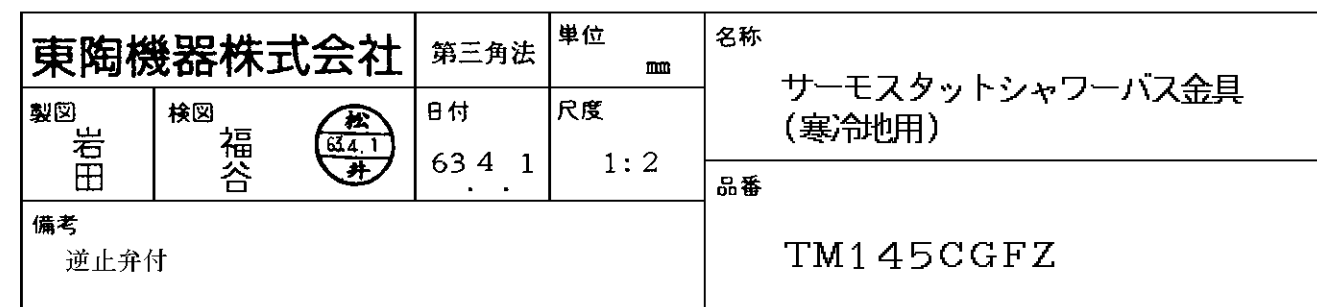 東陶機器株式会社
第三角法
単位
mm
名称
サーモスタットシャワーバス金具
(寒冷地用)
製図
岩田
検図
福谷
松
63.4.1
井
日付
63.4.1
尺度
1:2
品番
TM145CGFZ
備考
逆止弁付